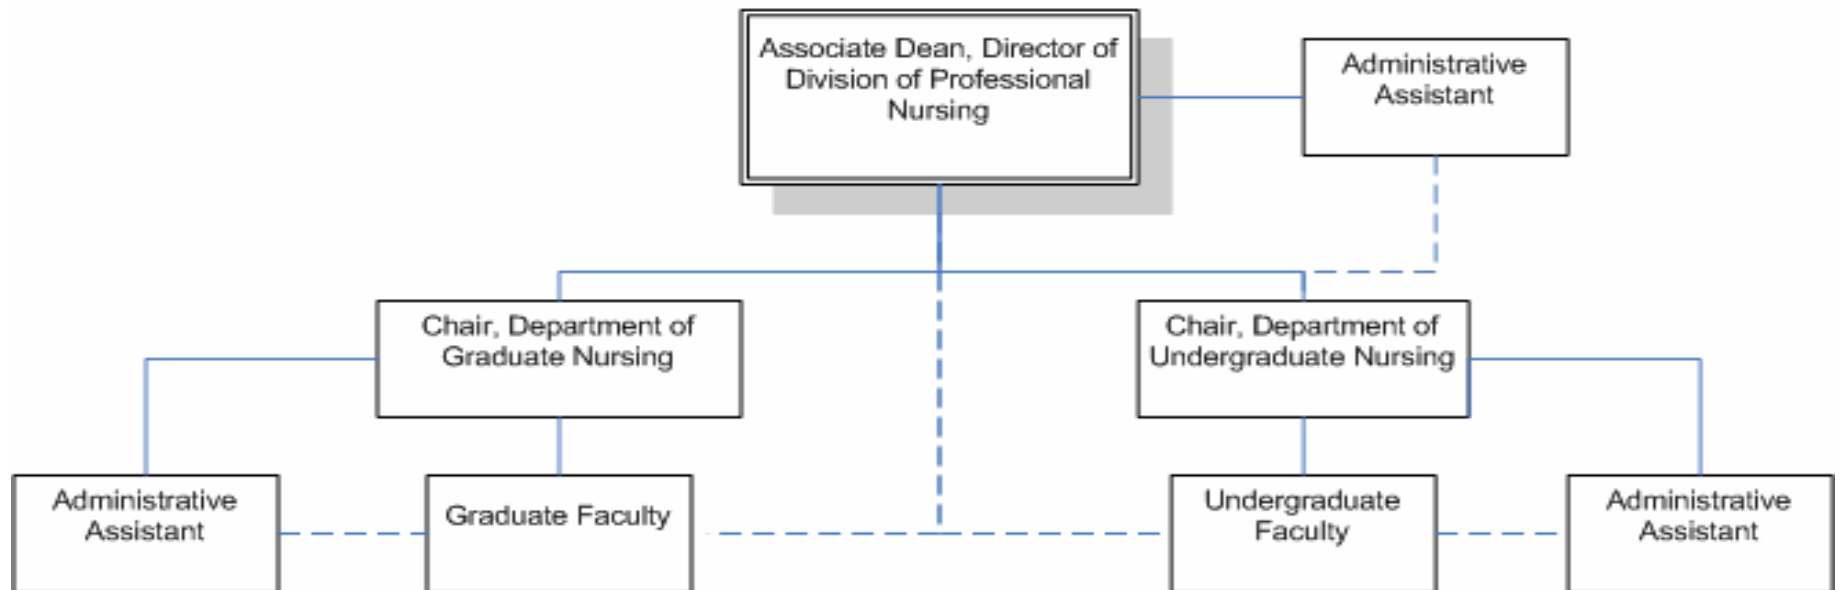 Associate Dean, Director of
Division of Professional
Nursing
Administrative
Assistant
Chair, Department of
Graduate Nursing
Chair, Department of
Undergraduate Nursing
Administrative
Assistant
Graduate Faculty
Undergraduate
Faculty
Administrative
Assistant